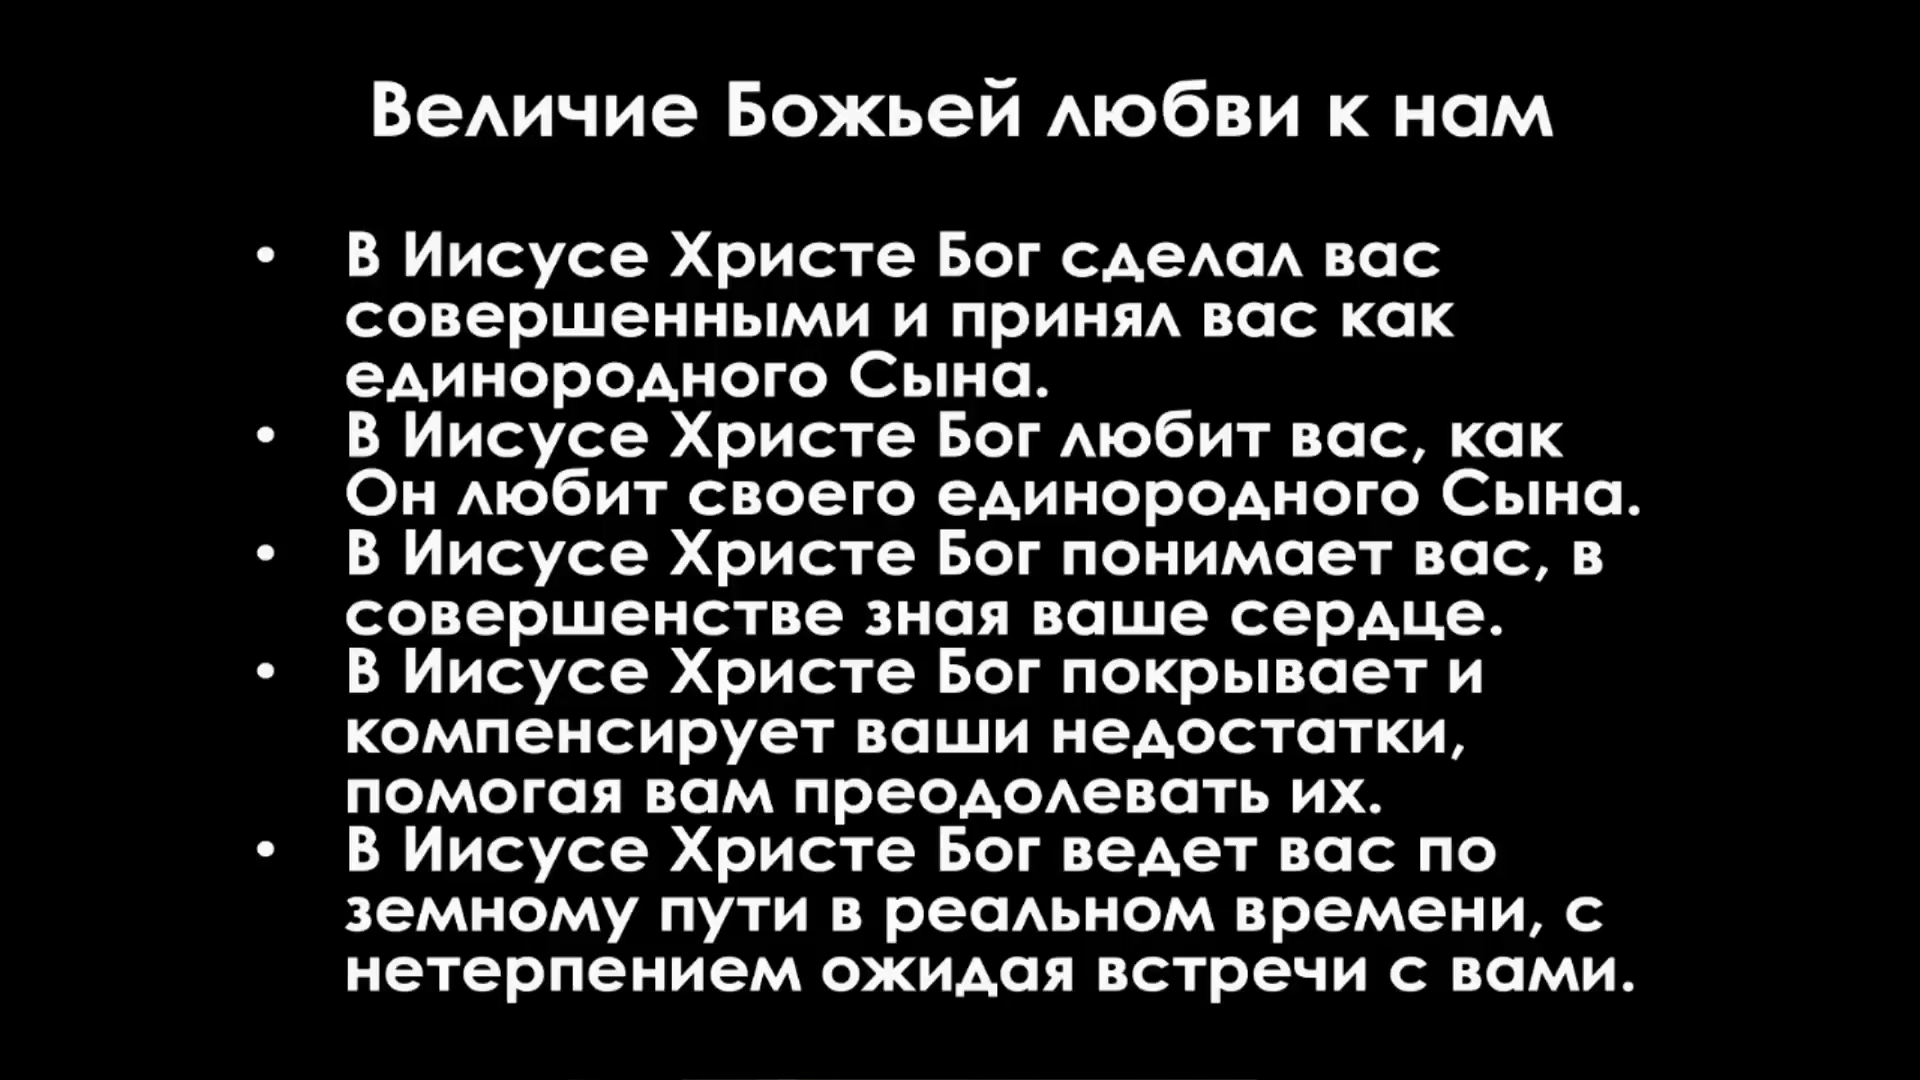 Величие Божьей любви к нам
• В Иисусе Христе Бог сделал вас
совершенными и принял вас как
единородного Сына.
• В Иисусе Христе Бог любит вас, как
Он любит своего единородного Сына.
• В Иисусе Христе Бог понимает вас, в
совершенстве зная ваше сердце.
• В Иисусе Христе Бог покрывает и
компенсирует ваши недостатки,
помогая вам преодолевать их.
• В Иисусе Христе Бог ведет вас по
земному пути в реальном времени, с
нетерпением ожидая встречи с вами.